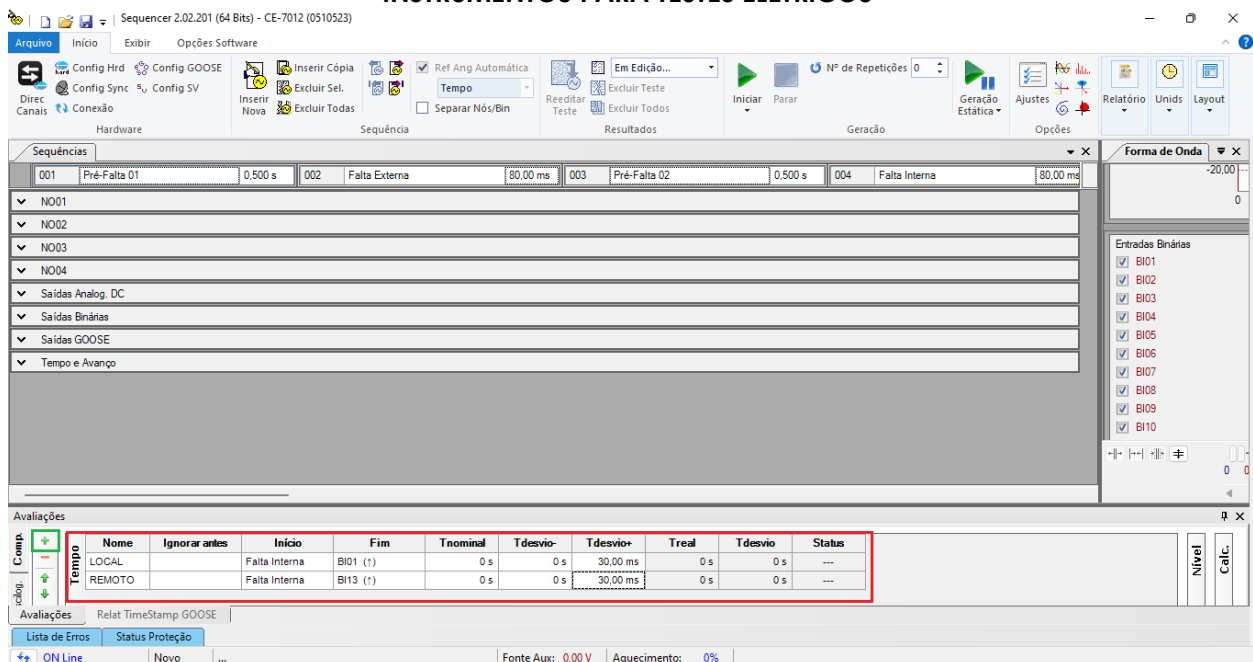 INSTRUMENTOS PARA TESTES ELÉTRICOS
Sequencer 2.02.201 (64 Bits) - CE-7012 (0510523)
Arquivo Início Exibir Opções Software
Direc Canais
Config Hrd Config GOOSE
Config Sync Config SV
Conexão
Hardware
Inserir Nova
Inserir Cópia
Excluir Sel.
Excluir Todas
Ref Ang Automática
Tempo
Separar Nós/Bin
Sequência
Reeditar Teste
Em Edição...
Excluir Teste
Excluir Todos
Resultados
Iniciar Parar
Nº de Repetições 0
Geração Estática
Geração
Ajustes
Opções
Relatório Unids Layout
Sequências
001 Pré-Falta 01 0,500 s 002 Falta Externa 80,00 ms 003 Pré-Falta 02 0,500 s 004 Falta Interna 80,00 ms
NO01
NO02
NO03
NO04
Saídas Analog. DC
Saídas Binárias
Saídas GOOSE
Tempo e Avanço
Forma de Onda
-20,00
0
Entradas Binárias
BI01
BI02
BI03
BI04
BI05
BI06
BI07
BI08
BI09
BI10
0 0
Avaliações
Comp.
Tempo
Nome Ignorar antes Início Fim Tnominal Tdesvio- Tdesvio+ Treal Tdesvio Status
LOCAL Falta Interna BI01 (↑) 0 s 0 s 30,00 ms 0 s 0 s ---
REMOTO Falta Interna BI13 (↑) 0 s 0 s 30,00 ms 0 s 0 s ---
Nível
Calc.
Avaliações Relat TimeStamp GOOSE
Lista de Erros Status Proteção
ON Line Novo ... Fonte Aux: 0,00 V Aquecimento: 0%